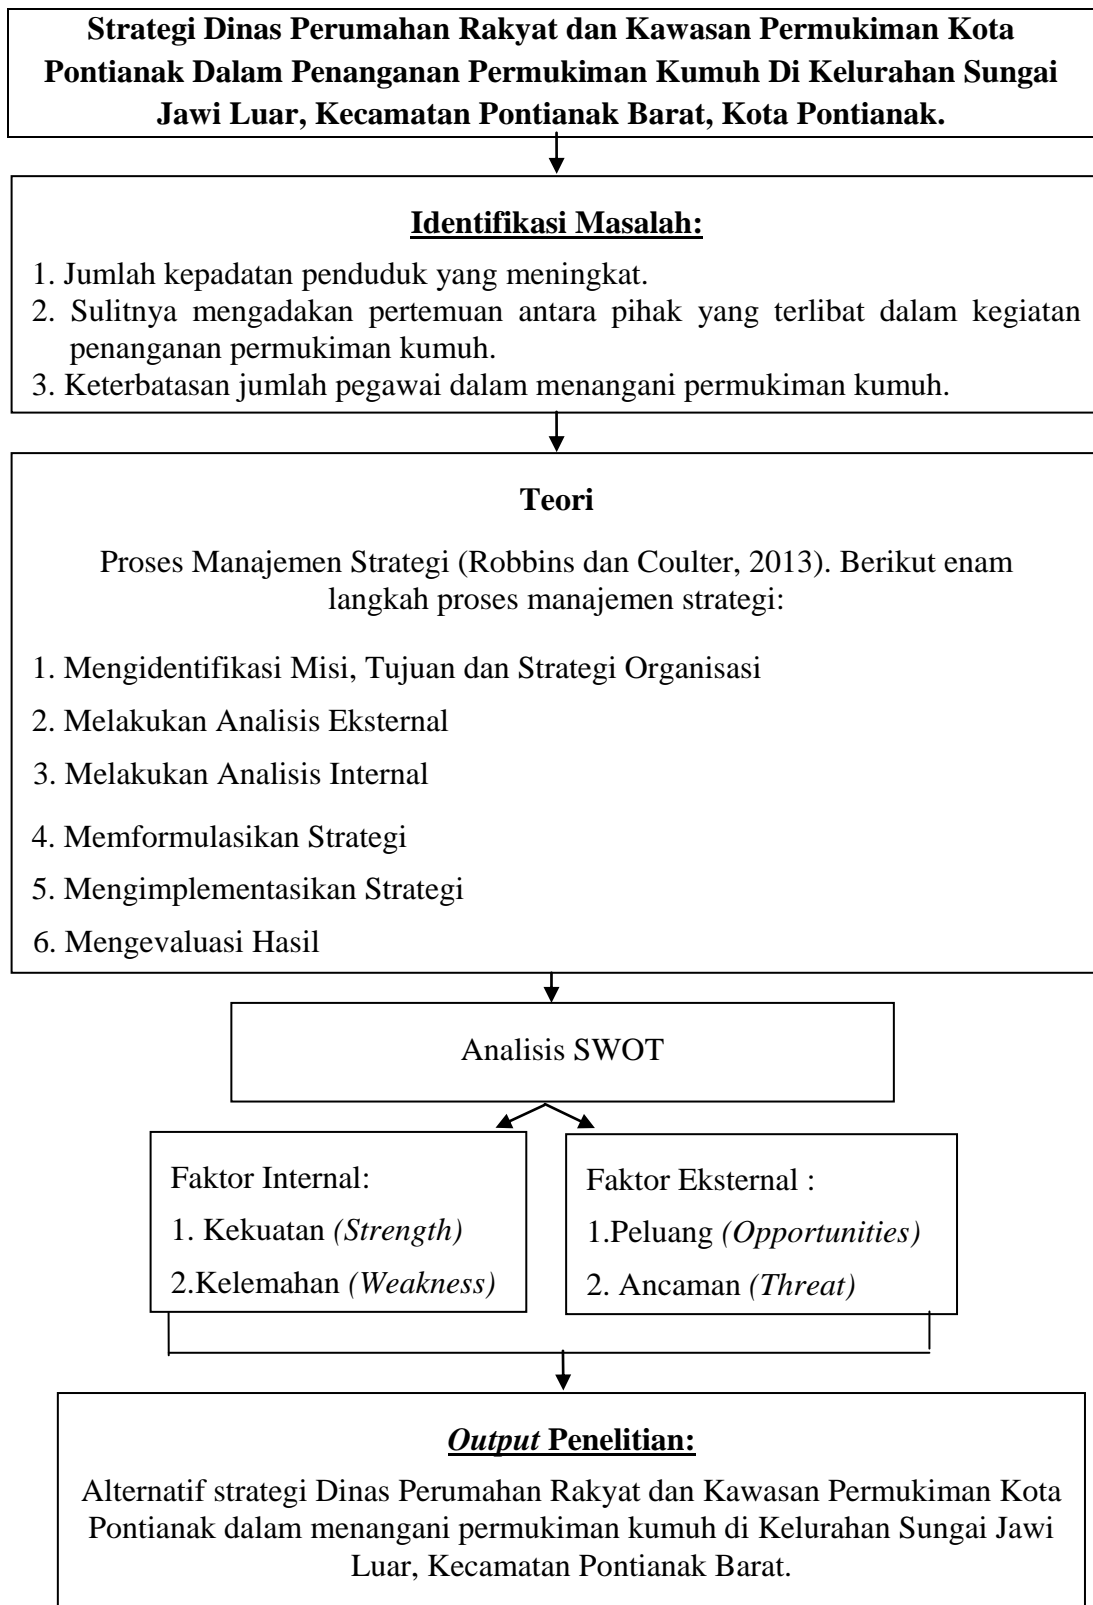 Strategi Dinas Perumahan Rakyat dan Kawasan Permukiman Kota
Pontianak Dalam Penanganan Permukiman Kumuh Di Kelurahan Sungai
Jawi Luar, Kecamatan Pontianak Barat, Kota Pontianak.
Identifikasi Masalah:
1. Jumlah kepadatan penduduk yang meningkat.
2. Sulitnya mengadakan pertemuan antara pihak yang terlibat dalam kegiatan
penanganan permukiman kumuh.
3. Keterbatasan jumlah pegawai dalam menangani permukiman kumuh.
Teori
Proses Manajemen Strategi (Robbins dan Coulter, 2013). Berikut enam
langkah proses manajemen strategi:
1. Mengidentifikasi Misi, Tujuan dan Strategi Organisasi
2. Melakukan Analisis Eksternal
3. Melakukan Analisis Internal
4. Memformulasikan Strategi
5. Mengimplementasikan Strategi
6. Mengevaluasi Hasil
Analisis SWOT
Faktor Internal:
1. Kekuatan (Strength)
2.Kelemahan (Weakness)
Faktor Eksternal :
1.Peluang (Opportunities)
2. Ancaman (Threat)
Output Penelitian:
Alternatif strategi Dinas Perumahan Rakyat dan Kawasan Permukiman Kota
Pontianak dalam menangani permukiman kumuh di Kelurahan Sungai Jawi
Luar, Kecamatan Pontianak Barat.